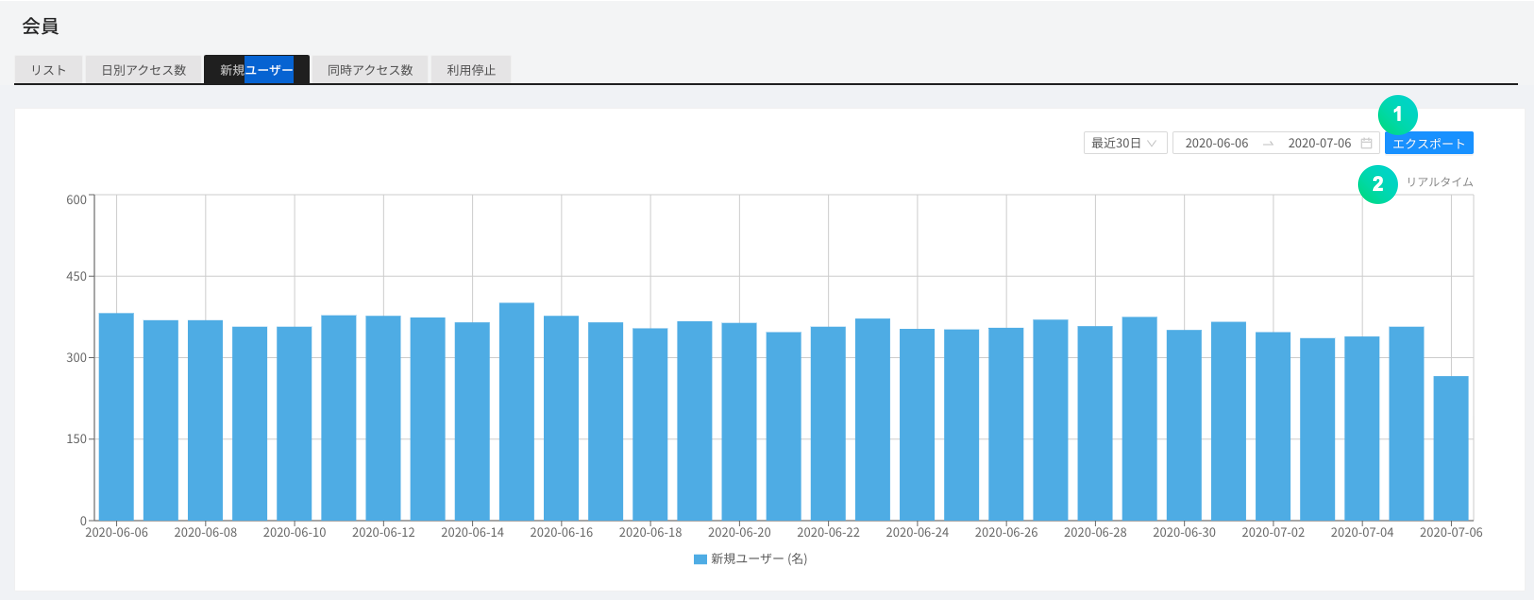 会員
リスト 日別アクセス数 新規ユーザー 同時アクセス数 利用停止
1
最近30日 2020-06-06 → 2020-07-06 エクスポート
2 リアルタイム
600
450
300
150
0
2020-06-06 2020-06-08 2020-06-10 2020-06-12 2020-06-14 2020-06-16 2020-06-18 2020-06-20 2020-06-22 2020-06-24 2020-06-26 2020-06-28 2020-06-30 2020-07-02 2020-07-04 2020-07-06
新規ユーザー (名)